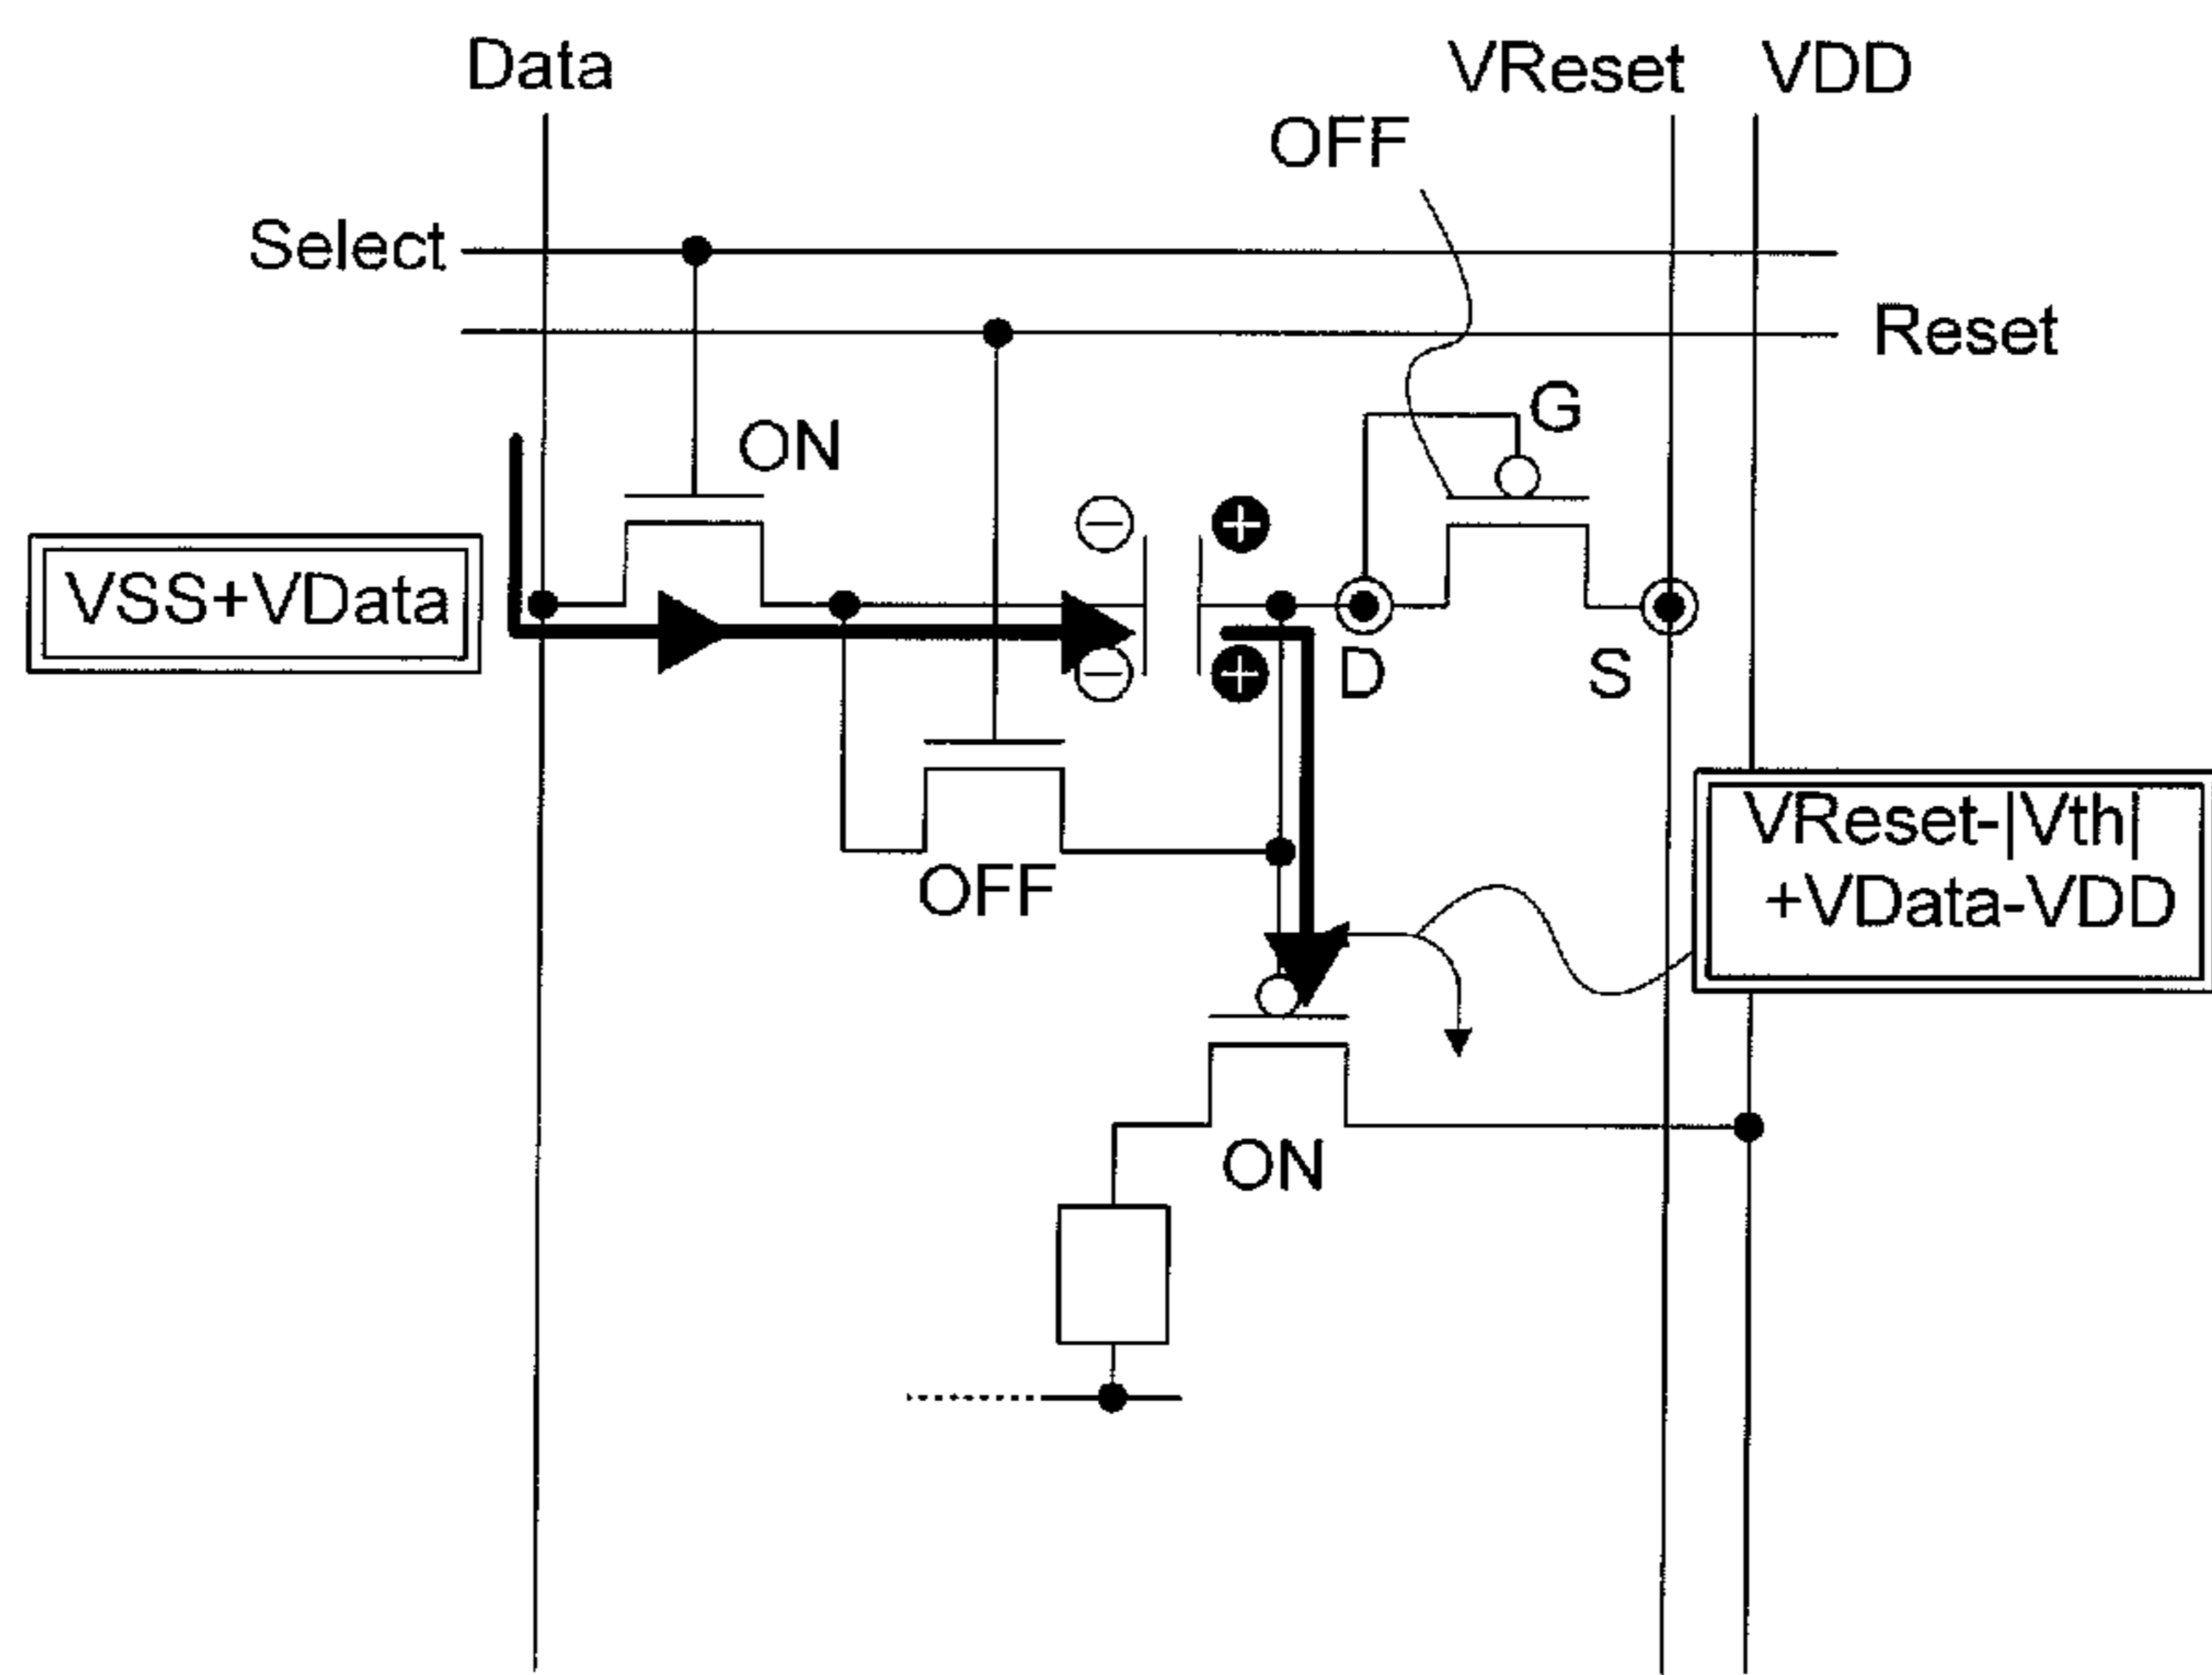 Data
VReset
VDD
OFF
Select
Reset
G
ON
VSS+VData
D
S
VReset-|Vth|
+VData-VDD
OFF
ON